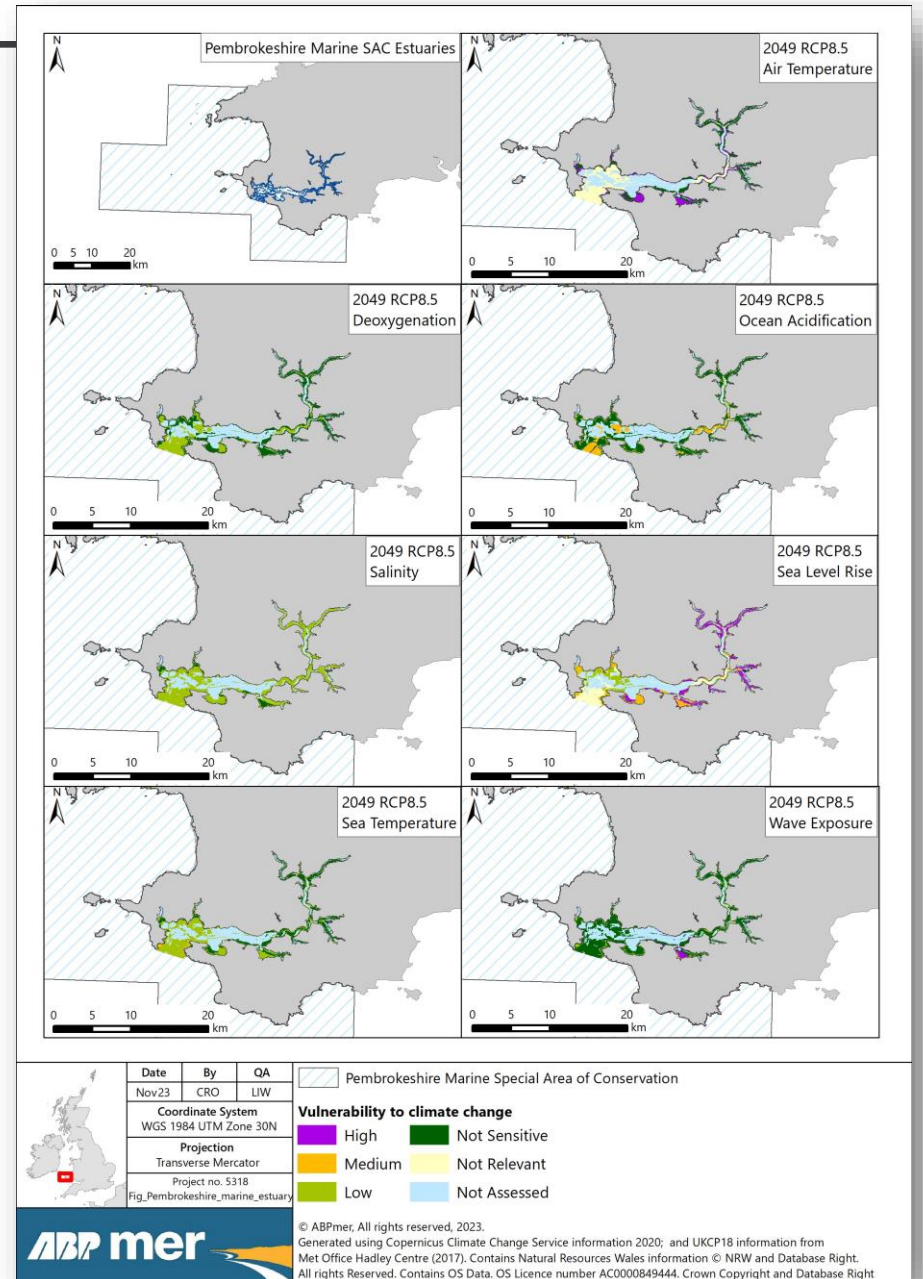 N
Pembrokeshire Marine SAC Estuaries
0 5 10 20
km
N
2049 RCP8.5
Air Temperature
0 5 10 20
km
N
2049 RCP8.5
Deoxygenation
0 5 10 20
km
N
2049 RCP8.5
Ocean Acidification
0 5 10 20
km
N
2049 RCP8.5
Salinity
0 5 10 20
km
N
2049 RCP8.5
Sea Level Rise
0 5 10 20
km
N
2049 RCP8.5
Sea Temperature
0 5 10 20
km
N
2049 RCP8.5
Wave Exposure
0 5 10 20
km
Date By QA
Nov23 CRO LIW
Coordinate System
WGS 1984 UTM Zone 30N
Projection
Transverse Mercator
Project no. 5318
Fig_Pembrokeshire_marine_estuary
Pembrokeshire Marine Special Area of Conservation
Vulnerability to climate change
High Not Sensitive
Medium Not Relevant
Low Not Assessed
ABPmer
© ABPmer, All rights reserved, 2023.
Generated using Copernicus Climate Change Service information 2020; and UKCP18 information from
Met Office Hadley Centre (2017). Contains Natural Resources Wales information © NRW and Database Right.
All rights Reserved. Contains OS Data. OS Licence number AC0000849444. Crown Copyright and Database Right